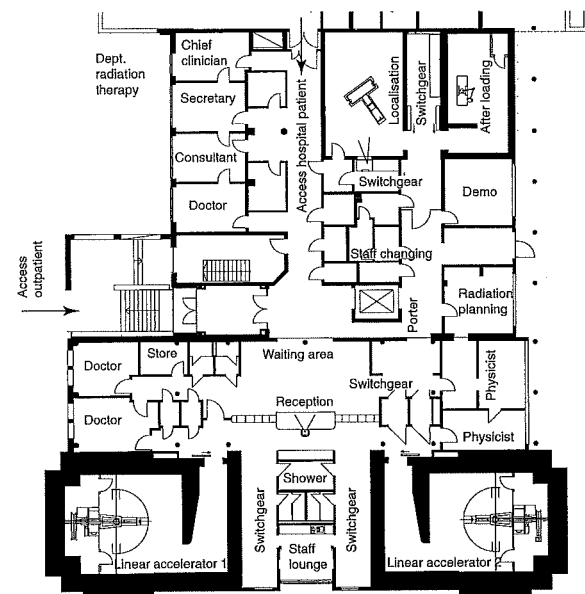 Chief
clinician
Dept.
radiation
therapy
Secretary
Consultant
Doctor
Access hospital patient
Localisation
Switchgear
After loading
Switchgear
Demo
Staff changing
Access
outpatient
Radiation
planning
Porter
Doctor
Store
Waiting area
Switchgear
Physicist
Reception
Doctor
Physicist
Shower
Switchgear
Switchgear
Staff
lounge
Linear accelerator 1
Linear accelerator 2